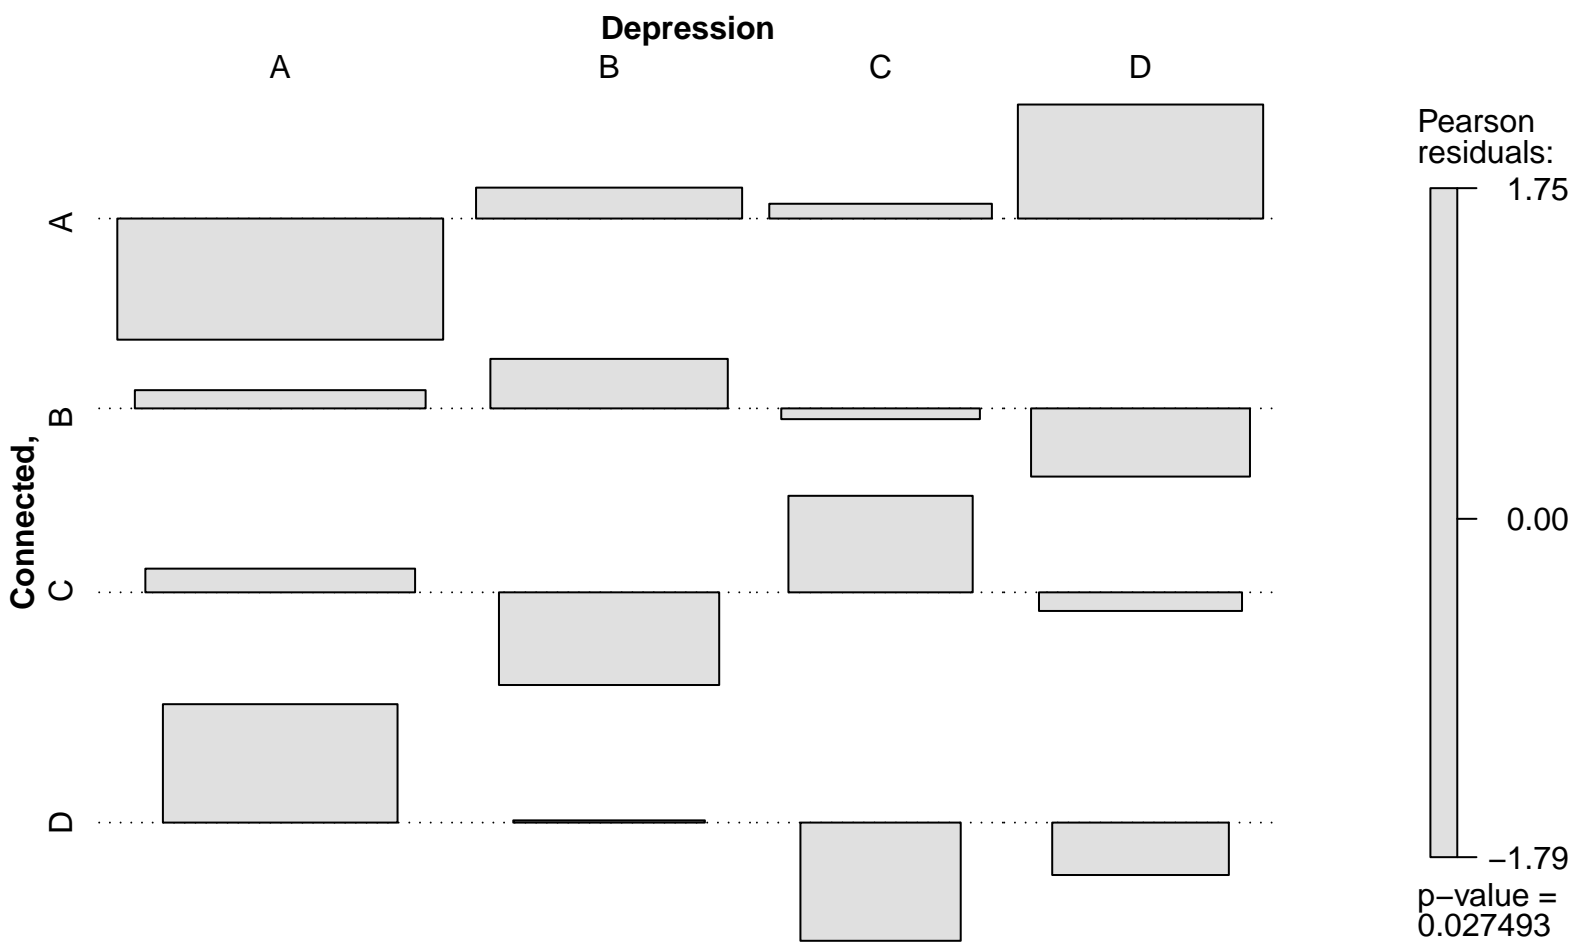 Depression
A B C D
Connected,
A
B
C
D
Pearson
residuals:
1.75
0.00
−1.79
p−value =
0.027493